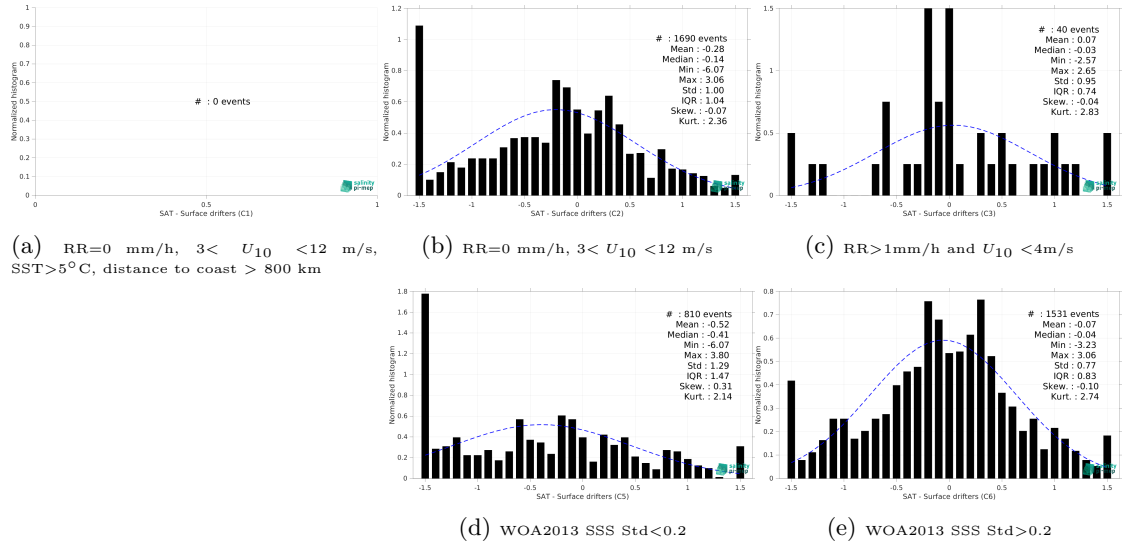 1
0.9
0.8
0.7
0.6
0.5
0.4
0.3
0.2
0.1
0
Normalized histogram
# : 0 events
0
0.5
1
SAT - Surface drifters (C1)
salinity
pi-mep
(a) RR=0 mm/h, 3< U10 <12 m/s,
SST>5°C, distance to coast > 800 km
1.2
1
0.8
0.6
0.4
0.2
0
Normalized histogram
# : 1690 events
Mean : -0.28
Median : -0.14
Min : -6.07
Max : 3.06
Std : 1.00
IQR : 1.04
Skew. : -0.07
Kurt. : 2.36
-1.5
-1
-0.5
0
0.5
1
1.5
SAT - Surface drifters (C2)
salinity
pi-mep
(b) RR=0 mm/h, 3< U10 <12 m/s
1.5
1
0.5
0
Normalized histogram
# : 40 events
Mean : 0.07
Median : -0.03
Min : -2.57
Max : 2.65
Std : 0.95
IQR : 0.74
Skew. : -0.04
Kurt. : 2.83
-1.5
-1
-0.5
0
0.5
1
1.5
SAT - Surface drifters (C3)
salinity
pi-mep
(c) RR>1mm/h and U10 <4m/s
1.8
1.6
1.4
1.2
1
0.8
0.6
0.4
0.2
0
Normalized histogram
# : 810 events
Mean : -0.52
Median : -0.41
Min : -6.07
Max : 3.80
Std : 1.29
IQR : 1.47
Skew. : 0.31
Kurt. : 2.14
-1.5
-1
-0.5
0
0.5
1
1.5
SAT - Surface drifters (C5)
salinity
pi-mep
(d) WOA2013 SSS Std<0.2
0.8
0.7
0.6
0.5
0.4
0.3
0.2
0.1
0
Normalized histogram
# : 1531 events
Mean : -0.07
Median : -0.04
Min : -3.23
Max : 3.06
Std : 0.77
IQR : 0.83
Skew. : -0.10
Kurt. : 2.74
-1.5
-1
-0.5
0
0.5
1
1.5
SAT - Surface drifters (C6)
salinity
pi-mep
(e) WOA2013 SSS Std>0.2